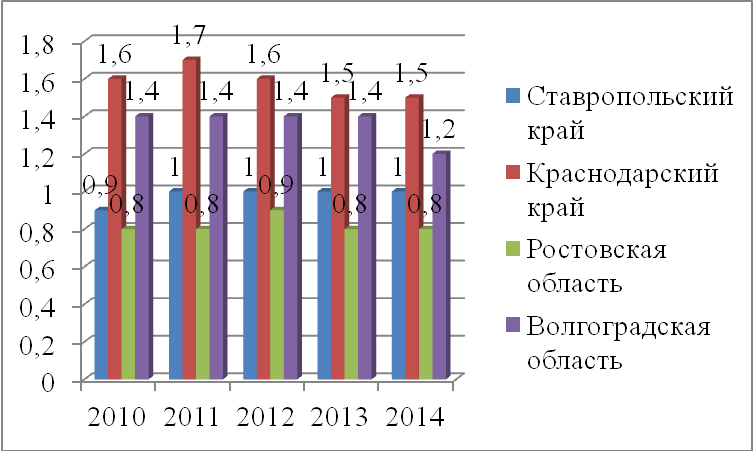 1,8
1,6
1,4
1,2
1
0,8
0,6
0,4
0,2
0
0,9 1,6 0,8 1,4
1 1,7 0,8 1,4
1 1,6 0,9 1,4
1 1,5 0,8 1,4
1 1,5 0,8 1,2
2010 2011 2012 2013 2014
Ставропольский
край
Краснодарский
край
Ростовская
область
Волгоградская
область